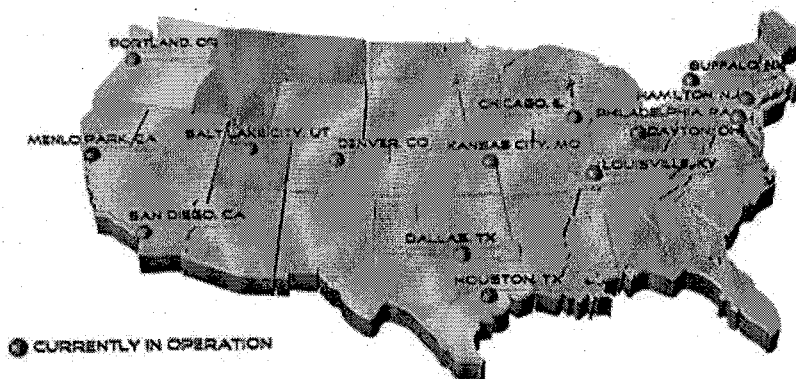 PORTLAND, OR
BUFFALO, NY
HAMILTON, NJ
CHICAGO, IL
PHILADELPHIA, PA
DAYTON, OH
MENLO PARK, CA
SALT LAKE CITY, UT
DENVER, CO
KANSAS CITY, MO
LOUISVILLE, KY
SAN DIEGO, CA
DALLAS, TX
HOUSTON, TX
CURRENTLY IN OPERATION